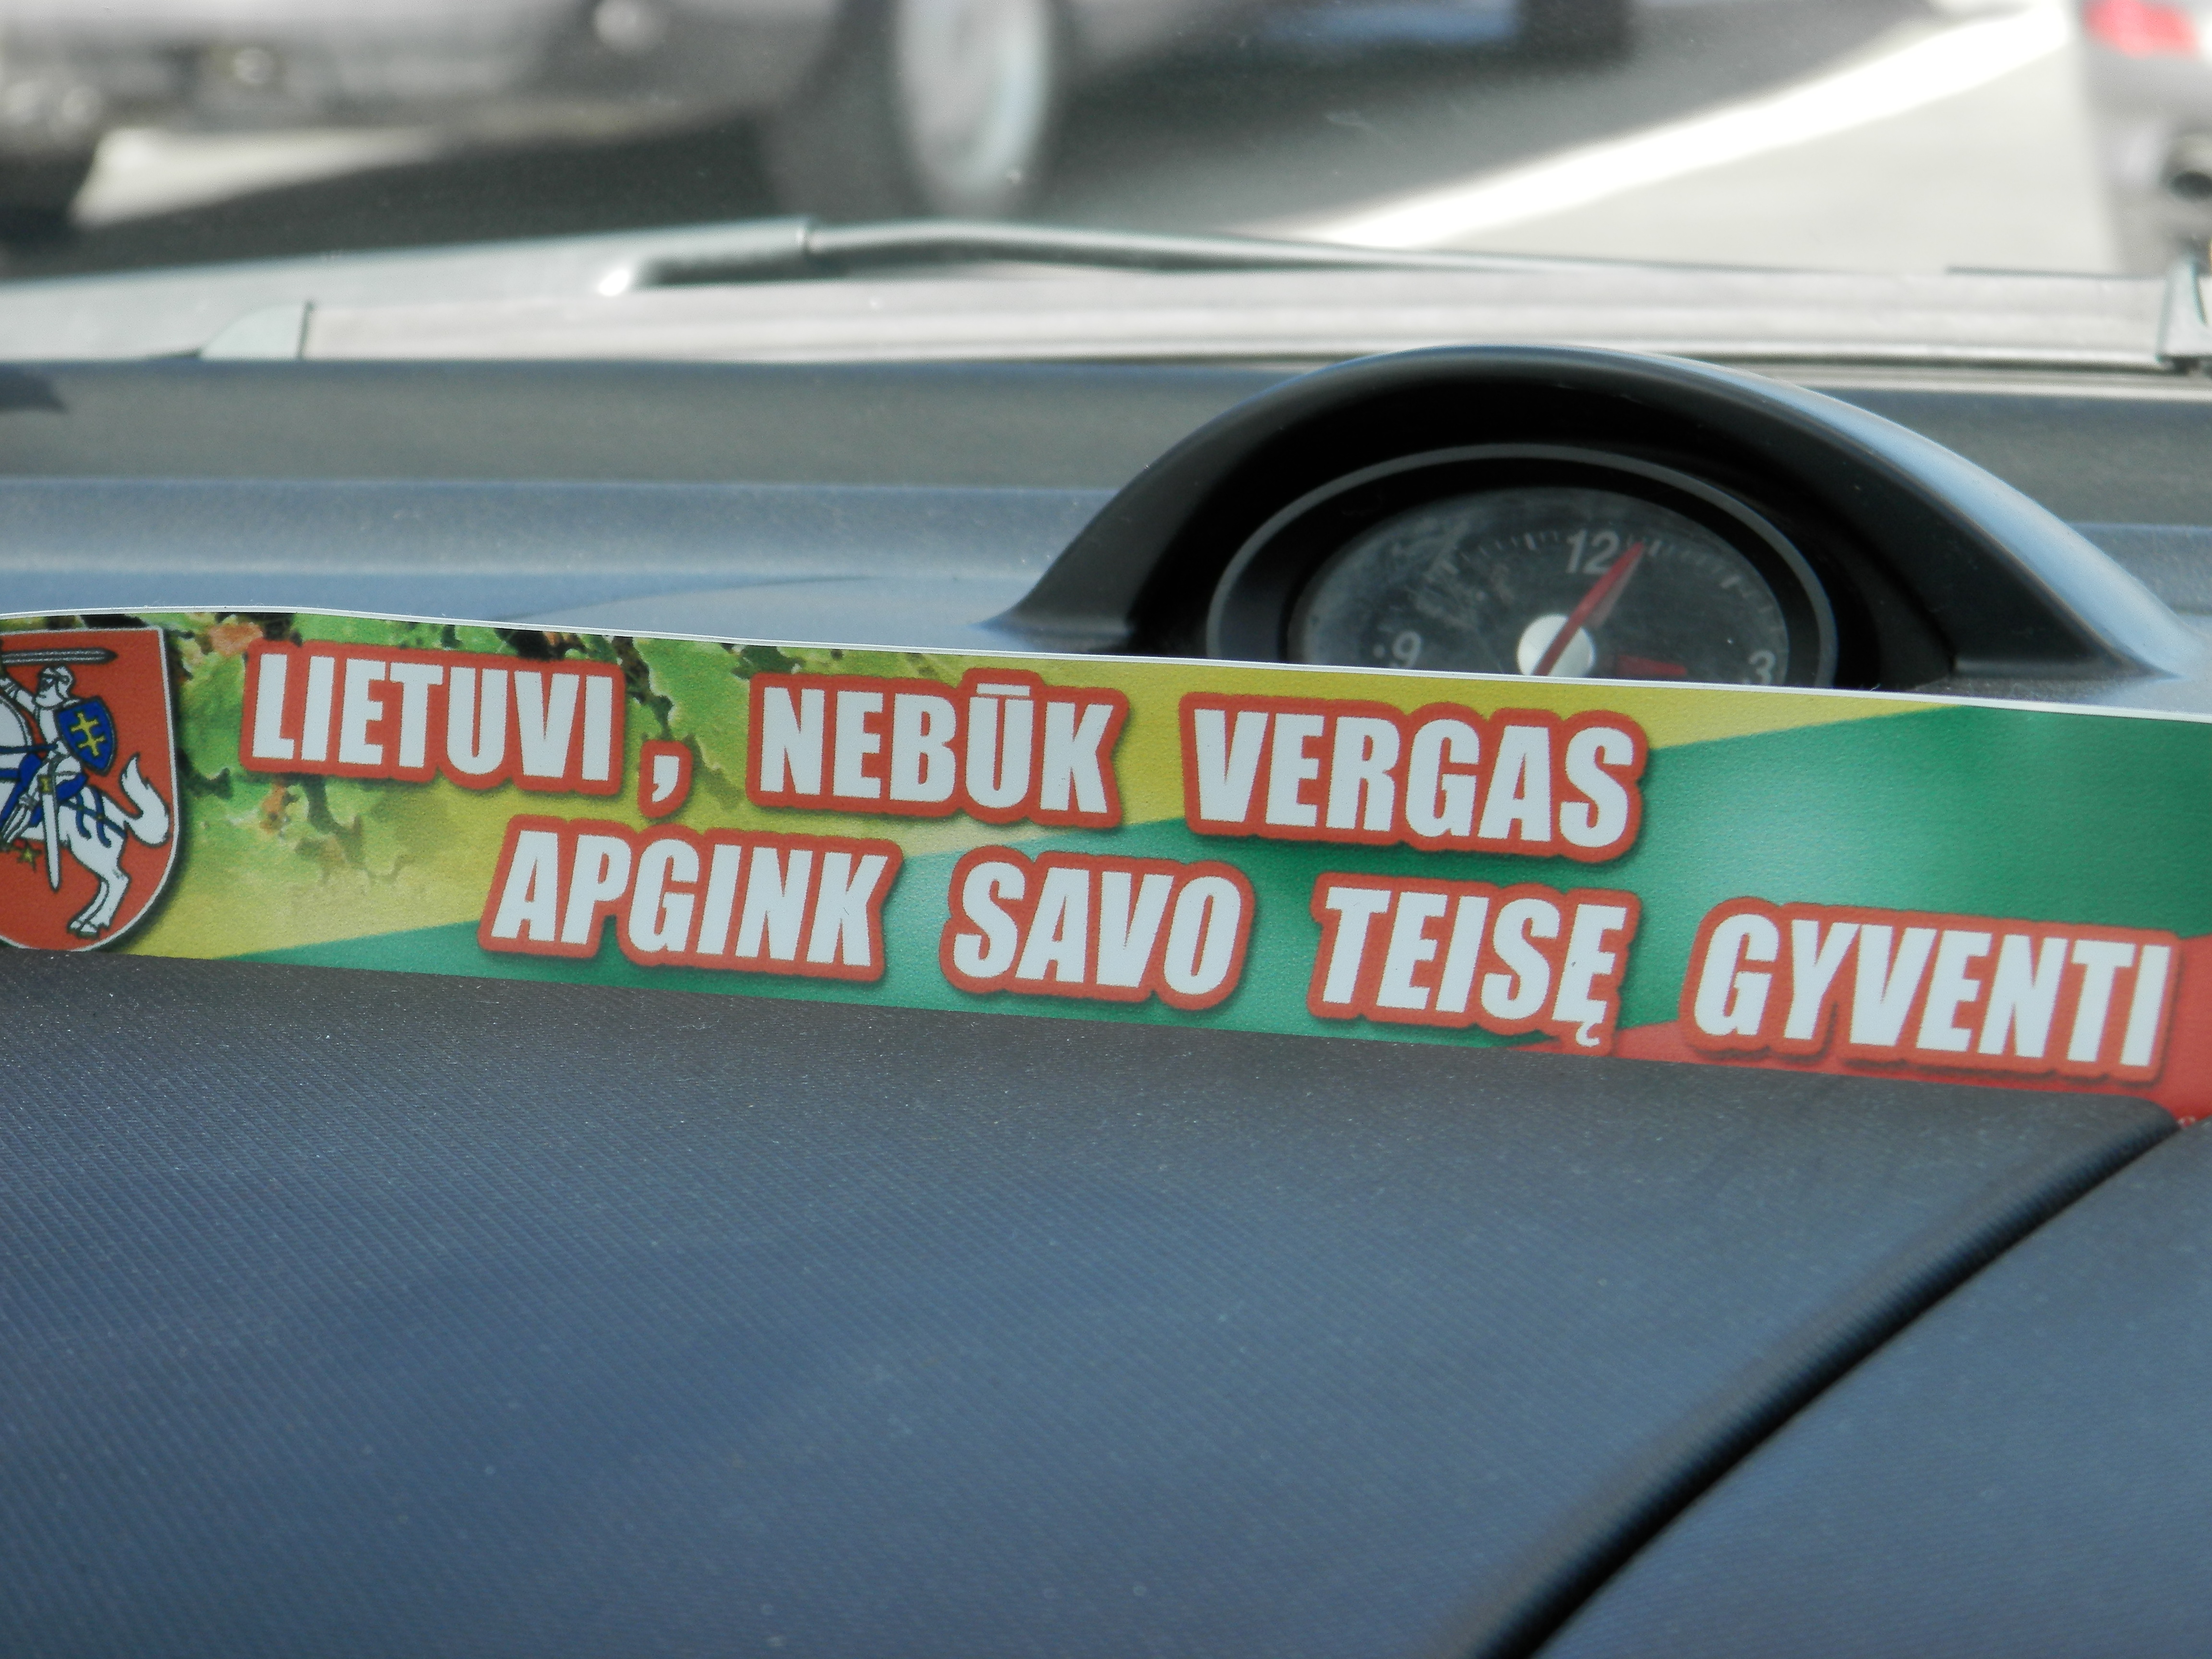 12
9
3
LIETUVI , NEBŪK VERGAS
APGINK SAVO TEISĘ GYVENTI